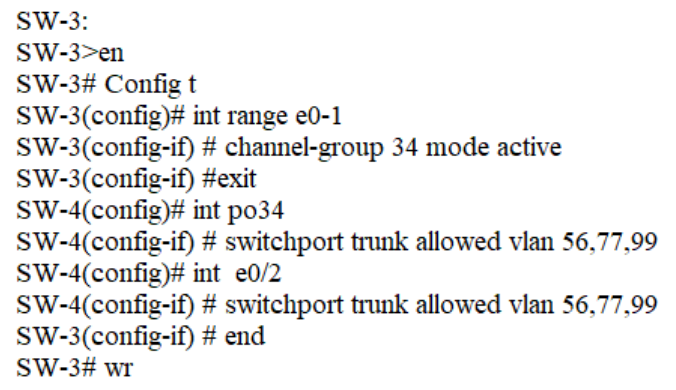 SW-3:
SW-3>en
SW-3# Config t
SW-3(config)# int range e0-1
SW-3(config-if) # channel-group 34 mode active
SW-3(config-if) #exit
SW-4(config)# int po34
SW-4(config-if) # switchport trunk allowed vlan 56,77,99
SW-4(config)# int  e0/2
SW-4(config-if) # switchport trunk allowed vlan 56,77,99
SW-3(config-if) # end
SW-3# wr